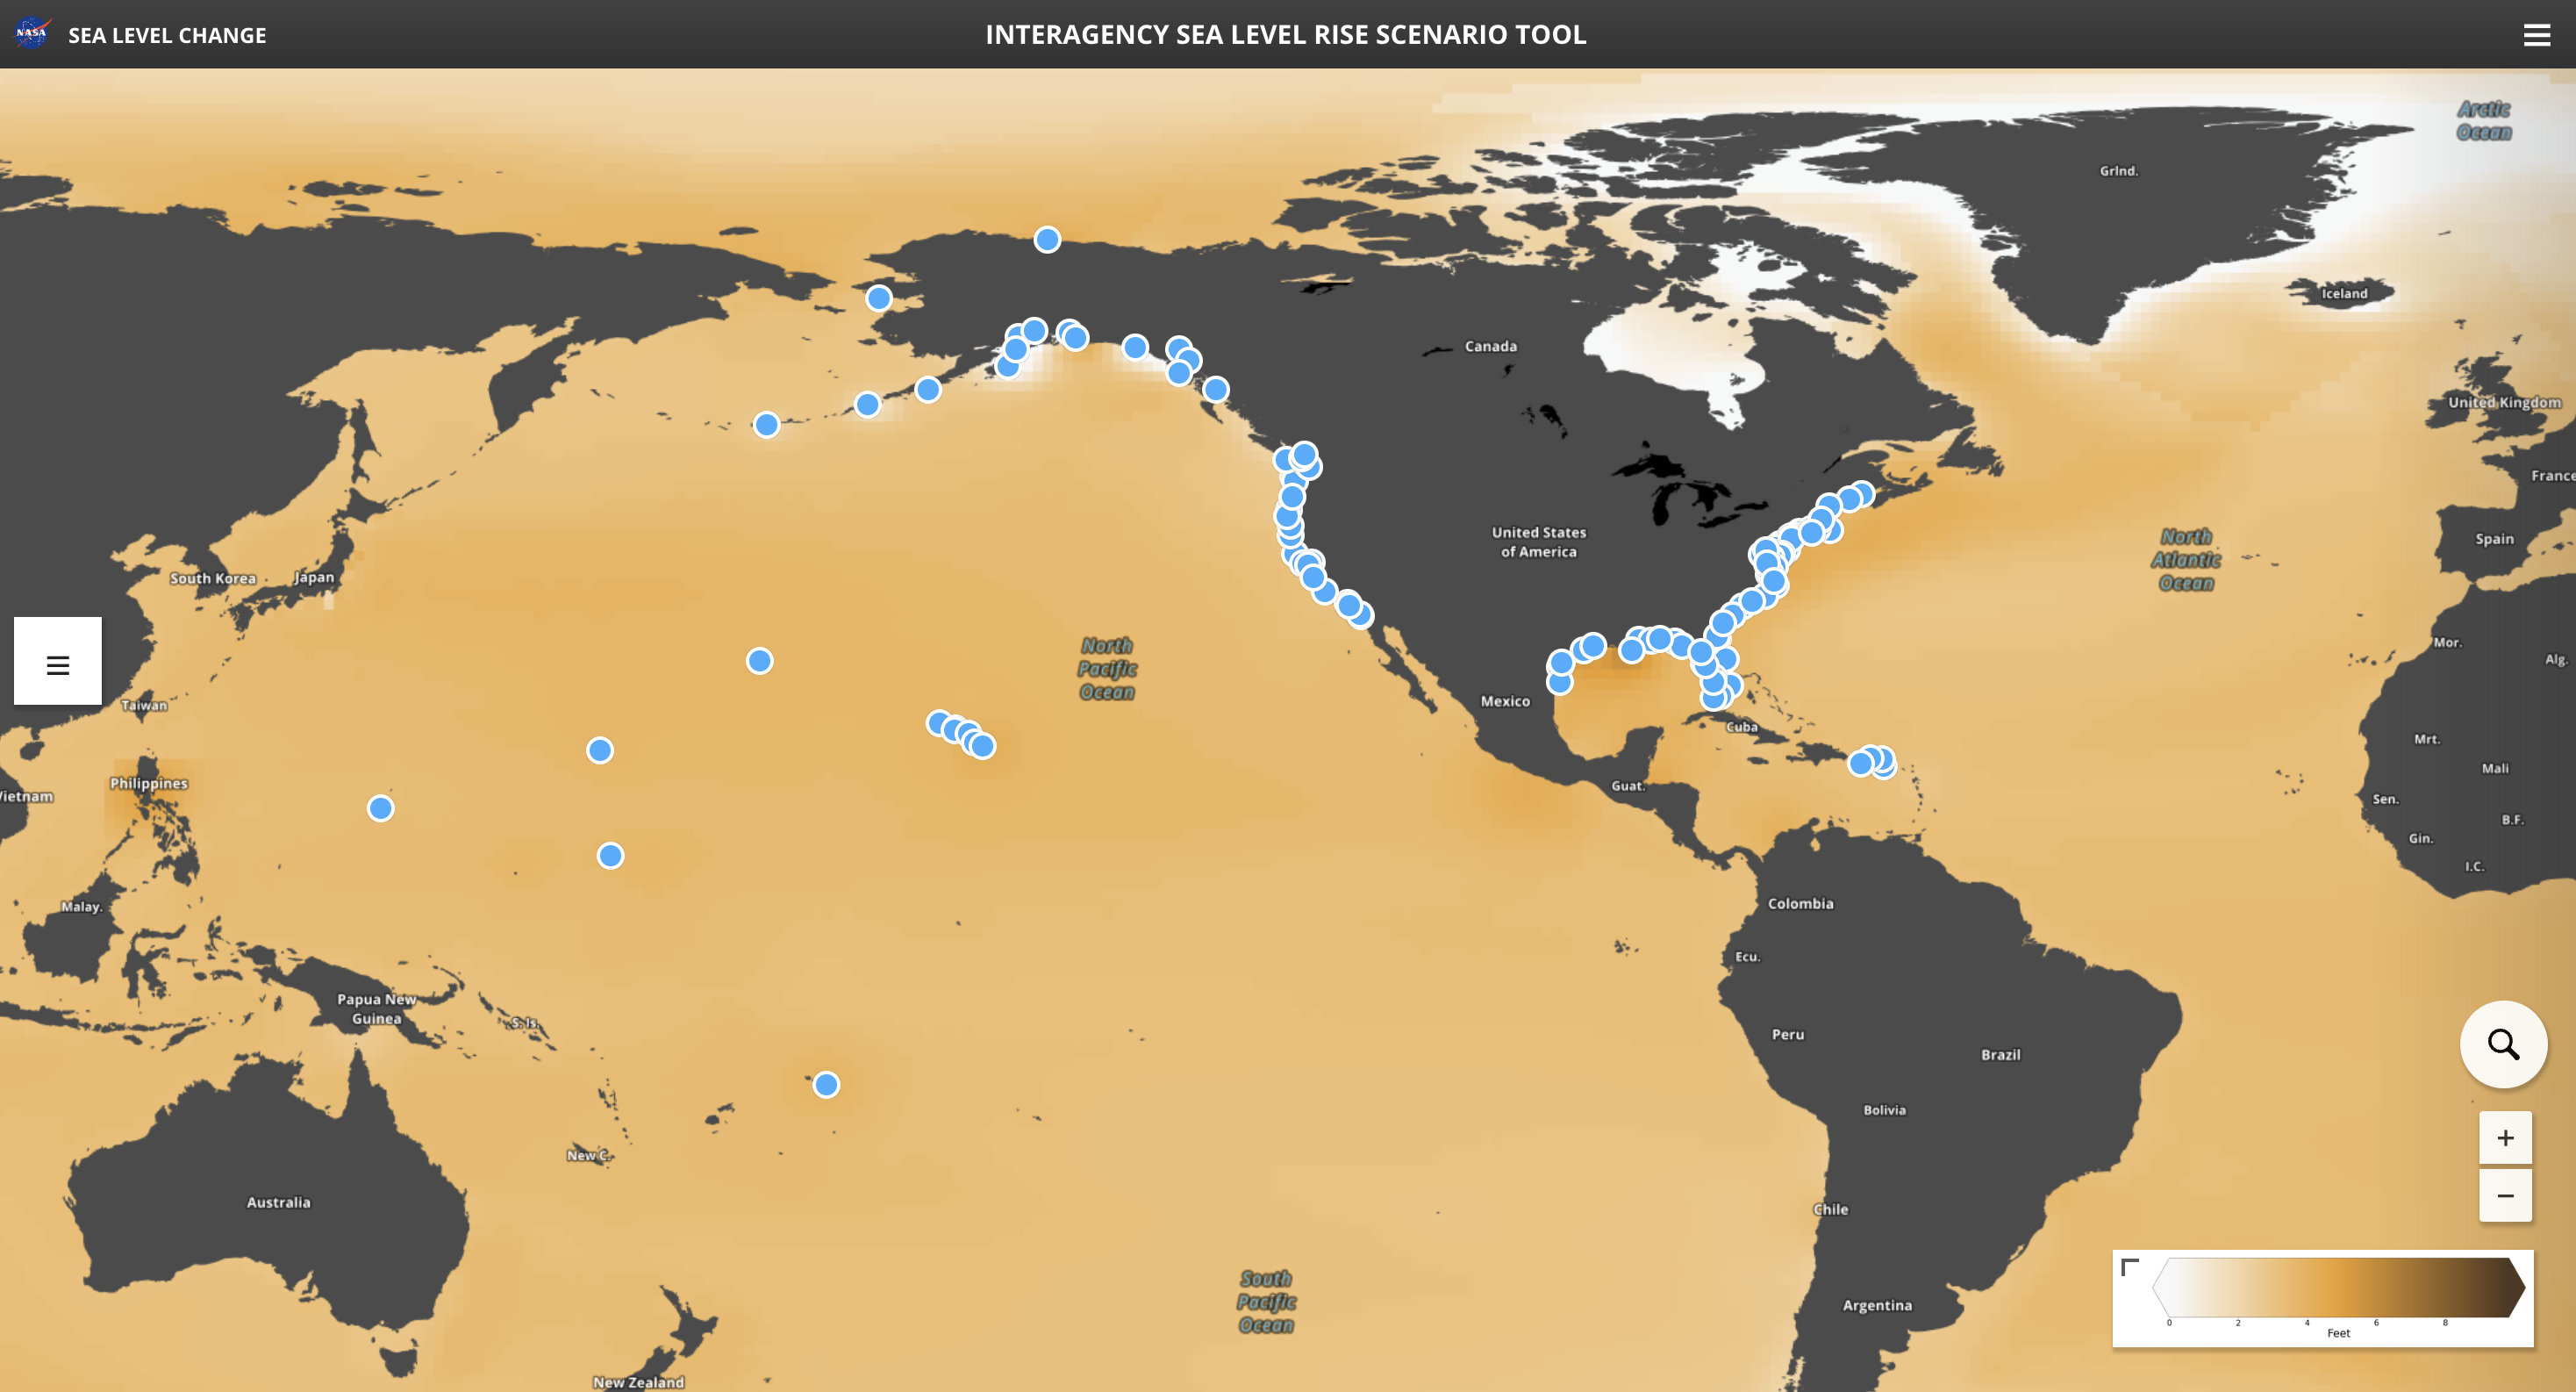 NASA
SEA LEVEL CHANGE
INTERAGENCY SEA LEVEL RISE SCENARIO TOOL
Arctic
Ocean
Grlnd.
Iceland
Canada
United Kingdom
France
United States
of America
North
Atlantic
Ocean
Spain
South Korea
Japan
North
Pacific
Ocean
Mor.
Alg.
Taiwan
Mexico
Cuba
Mrt.
Mali
Philippines
Guat.
Vietnam
Sen.
B.F.
Gin.
I.C.
Malay.
Colombia
Ecu.
Papua New
Guinea
S. Is.
Peru
Brazil
Bolivia
New C.
Australia
Chile
South
Pacific
Ocean
Argentina
New Zealand
+
−
0 2 4 6 8
Feet